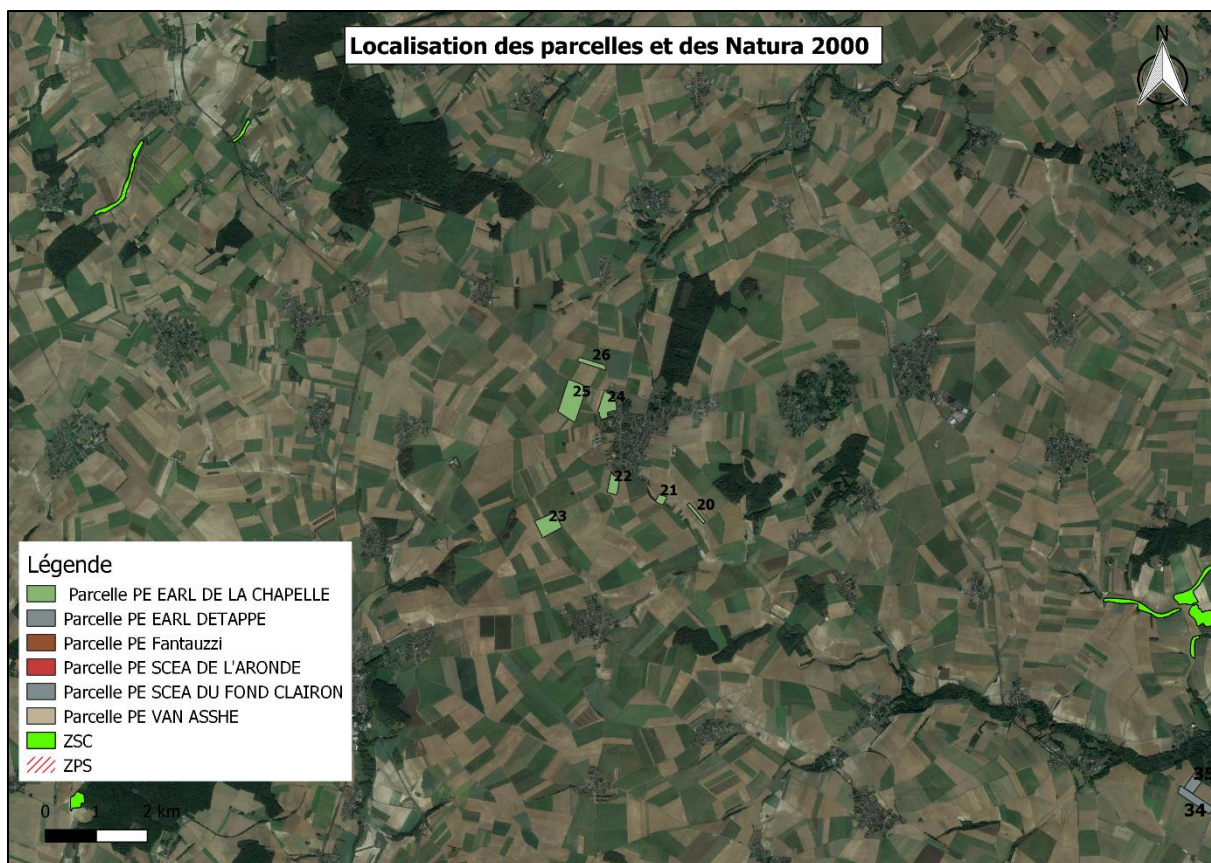 Localisation des parcelles et des Natura 2000
N
26
25
24
22
21
20
23
Légende
Parcelle PE EARL DE LA CHAPELLE
Parcelle PE EARL DETAPPE
Parcelle PE Fantauzzi
Parcelle PE SCEA DE L'ARONDE
Parcelle PE SCEA DU FOND CLAIRON
Parcelle PE VAN ASSHE
ZSC
ZPS
0 1 2 km
35
34